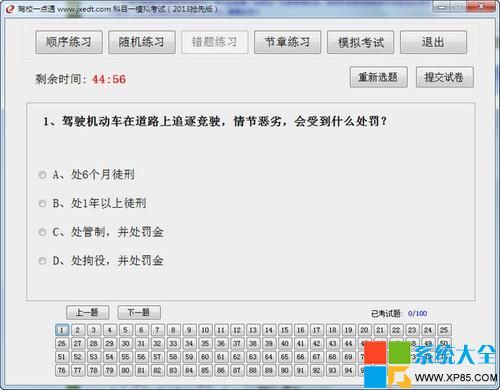 驾校一点通 www.jxedt.com 科目一模拟考试（2013抢先版）
顺序练习 随机练习 错题练习 节章练习 模拟考试 退出
剩余时间: 44:56 重新选题 提交试卷
1、驾驶机动车在道路上追逐竞驶，情节恶劣，会受到什么处罚？
A、处6个月徒刑
B、处1年以上徒刑
C、处管制，并处罚金
D、处拘役，并处罚金
上一题 下一题 已考试题: 0/100
1 2 3 4 5 6 7 8 9 10 11 12 13 14 15 16 17 18 19 20 21 22 23 24 25
26 27 28 29 30 31 32 33 34 35 36 37 38 39 40 41 42 43 44 45 46 47 48 49 50
51 52 53 54 55 56 57 58 59 60 61 62 63 64 65 66 67 68 69 70 71
76 77 78 79 80 81 82 83 84 85 86 87 88 89 90 91 92 93 94 95 96
系统大全
WWW.XP85.COM